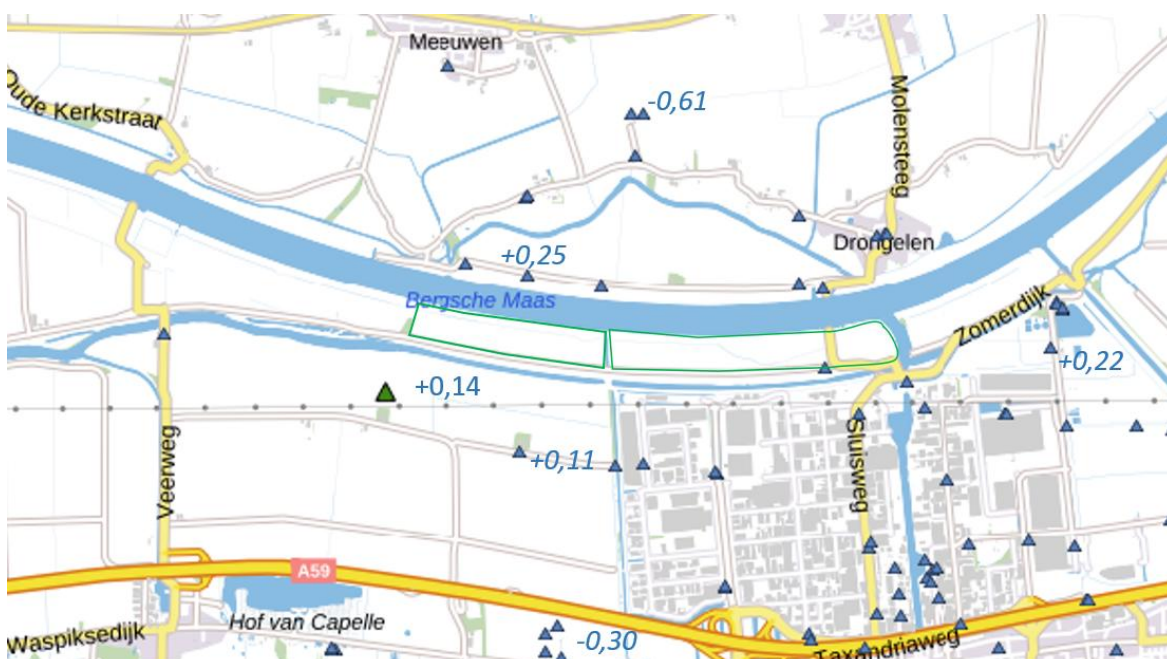 Meeuwen
Oude Kerkstraat
-0,61
Molensteeg
Drongelen
+0,25
Bergsche Maas
Zomerdijk
+0,22
+0,14
+0,11
Veerweg
Sluisweg
A59
Hof van Capelle
Waspiksedijk
-0,30
Taxandriaweg